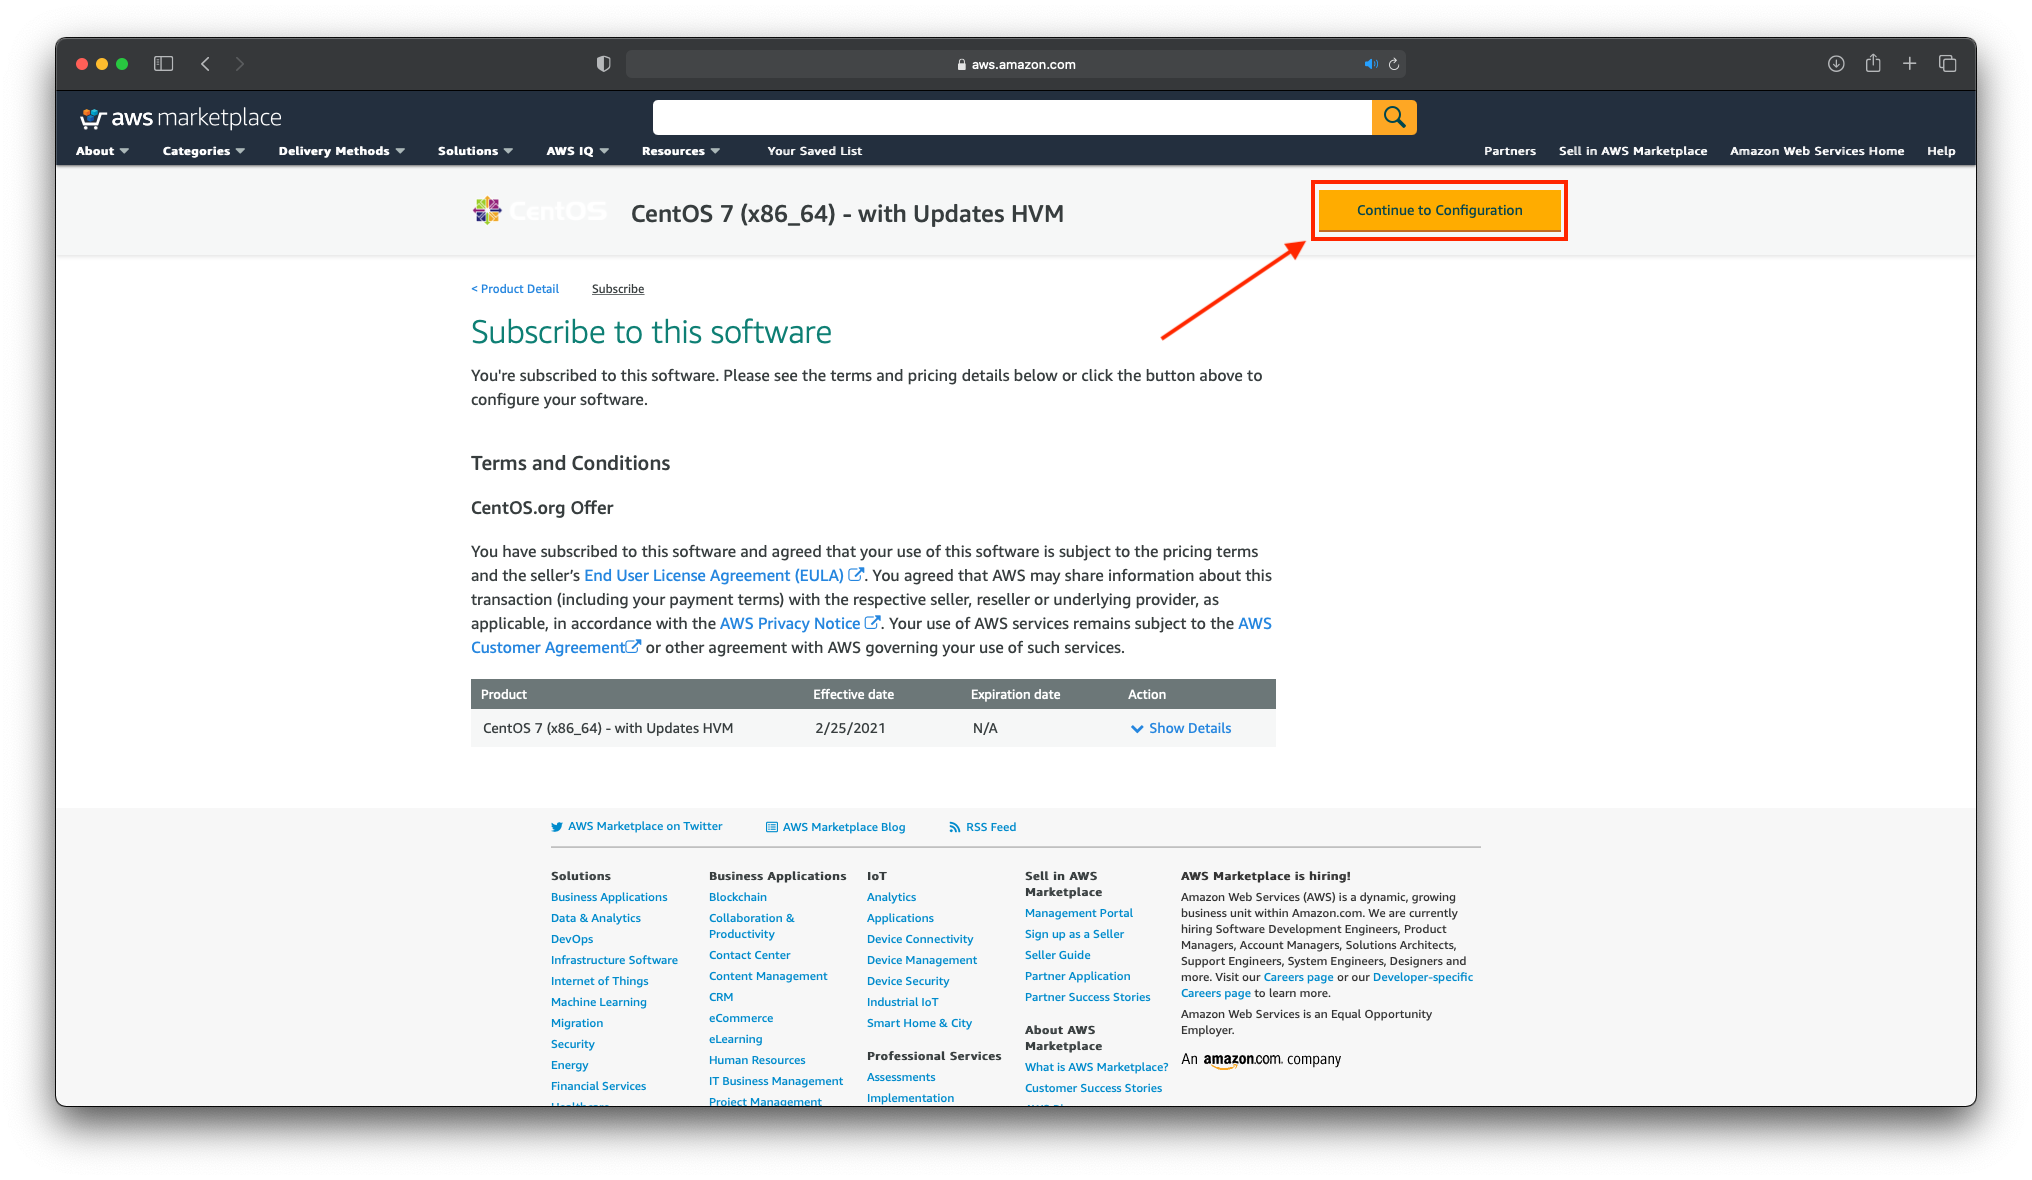 aws.amazon.com
aws marketplace
About
Categories
Delivery Methods
Solutions
AWS IQ
Resources
Your Saved List
Partners
Sell in AWS Marketplace
Amazon Web Services Home
Help
CentOS
CentOS 7 (x86_64) - with Updates HVM
Continue to Configuration
< Product Detail
Subscribe
Subscribe to this software
You're subscribed to this software. Please see the terms and pricing details below or click the button above to
configure your software.
Terms and Conditions
CentOS.org Offer
You have subscribed to this software and agreed that your use of this software is subject to the pricing terms
and the seller's End User License Agreement (EULA). You agreed that AWS may share information about this
transaction (including your payment terms) with the respective seller, reseller or underlying provider, as
applicable, in accordance with the AWS Privacy Notice. Your use of AWS services remains subject to the AWS
Customer Agreement or other agreement with AWS governing your use of such services.
Product Effective date Expiration date Action
CentOS 7 (x86_64) - with Updates HVM 2/25/2021 N/A Show Details
AWS Marketplace on Twitter
AWS Marketplace Blog
RSS Feed
Solutions
Business Applications
Data & Analytics
DevOps
Infrastructure Software
Internet of Things
Machine Learning
Migration
Security
Energy
Financial Services
Business Applications
Blockchain
Collaboration &
Productivity
Contact Center
Content Management
CRM
eCommerce
eLearning
Human Resources
IT Business Management
Project Management
IoT
Analytics
Applications
Device Connectivity
Device Management
Device Security
Industrial IoT
Smart Home & City
Professional Services
Assessments
Implementation
Sell in AWS
Marketplace
Management Portal
Sign up as a Seller
Seller Guide
Partner Application
Partner Success Stories
About AWS
Marketplace
What is AWS Marketplace?
Customer Success Stories
AWS Marketplace is hiring!
Amazon Web Services (AWS) is a dynamic, growing
business unit within Amazon.com. We are currently
hiring Software Development Engineers, Product
Managers, Account Managers, Solutions Architects,
Support Engineers, System Engineers, Designers and
more. Visit our Careers page or our Developer-specific
Careers page to learn more.
Amazon Web Services is an Equal Opportunity
Employer.
An amazon.com. company